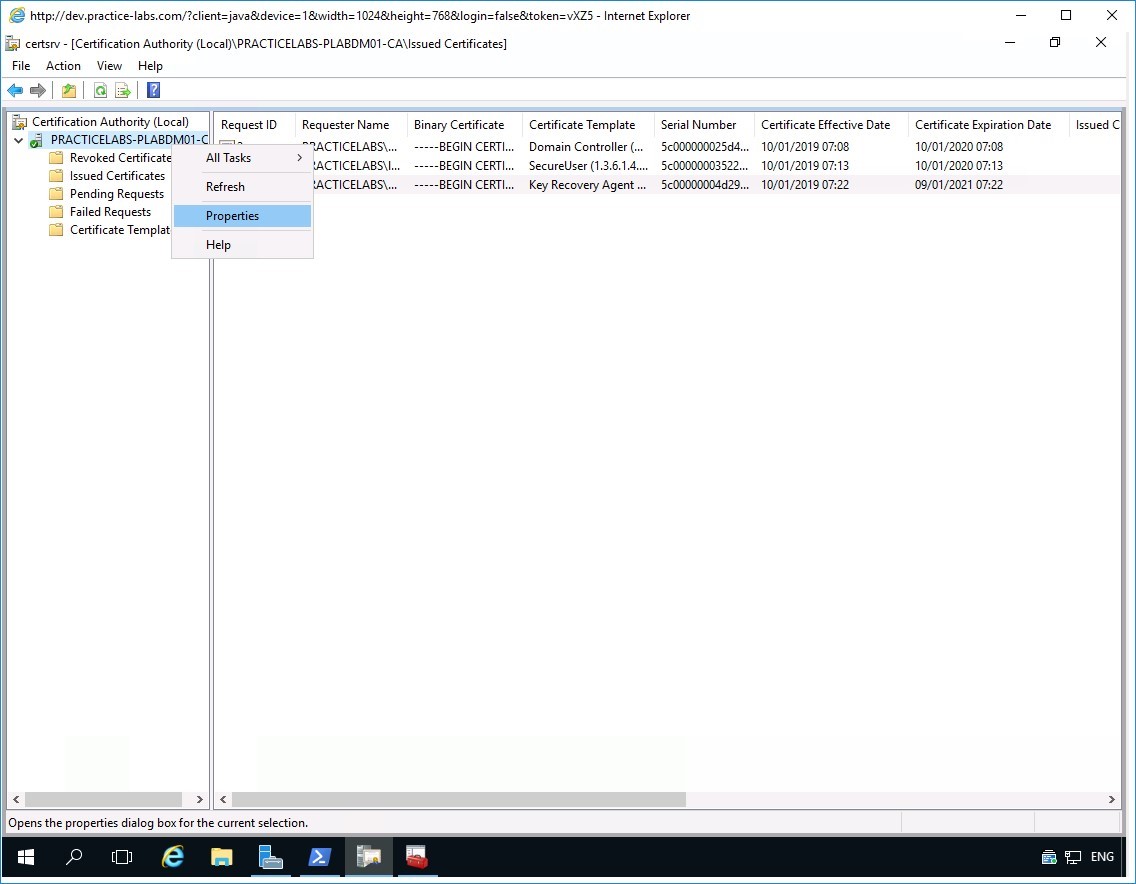 http://dev.practice-labs.com/?client=java&device=1&width=1024&height=768&login=false&token=vXZ5 - Internet Explorer
certsrv - [Certification Authority (Local)\PRACTICELABS-PLABDM01-CA\Issued Certificates]
File Action View Help
Certification Authority (Local)
PRACTICELABS-PLABDM01-C
Revoked Certificate
Issued Certificates
Pending Requests
Failed Requests
Certificate Templat
All Tasks
Refresh
Properties
Help
Request ID Requester Name Binary Certificate Certificate Template Serial Number Certificate Effective Date Certificate Expiration Date Issued C
PRACTICELABS\... -----BEGIN CERTI... Domain Controller (... 5c000000025d4... 10/01/2019 07:08 10/01/2020 07:08
RACTICELABS\I... -----BEGIN CERTI... SecureUser (1.3.6.1.4.... 5c00000003522... 10/01/2019 07:13 10/01/2020 07:13
RACTICELABS\... -----BEGIN CERTI... Key Recovery Agent ... 5c00000004d29... 10/01/2019 07:22 09/01/2021 07:22
Opens the properties dialog box for the current selection.
ENG